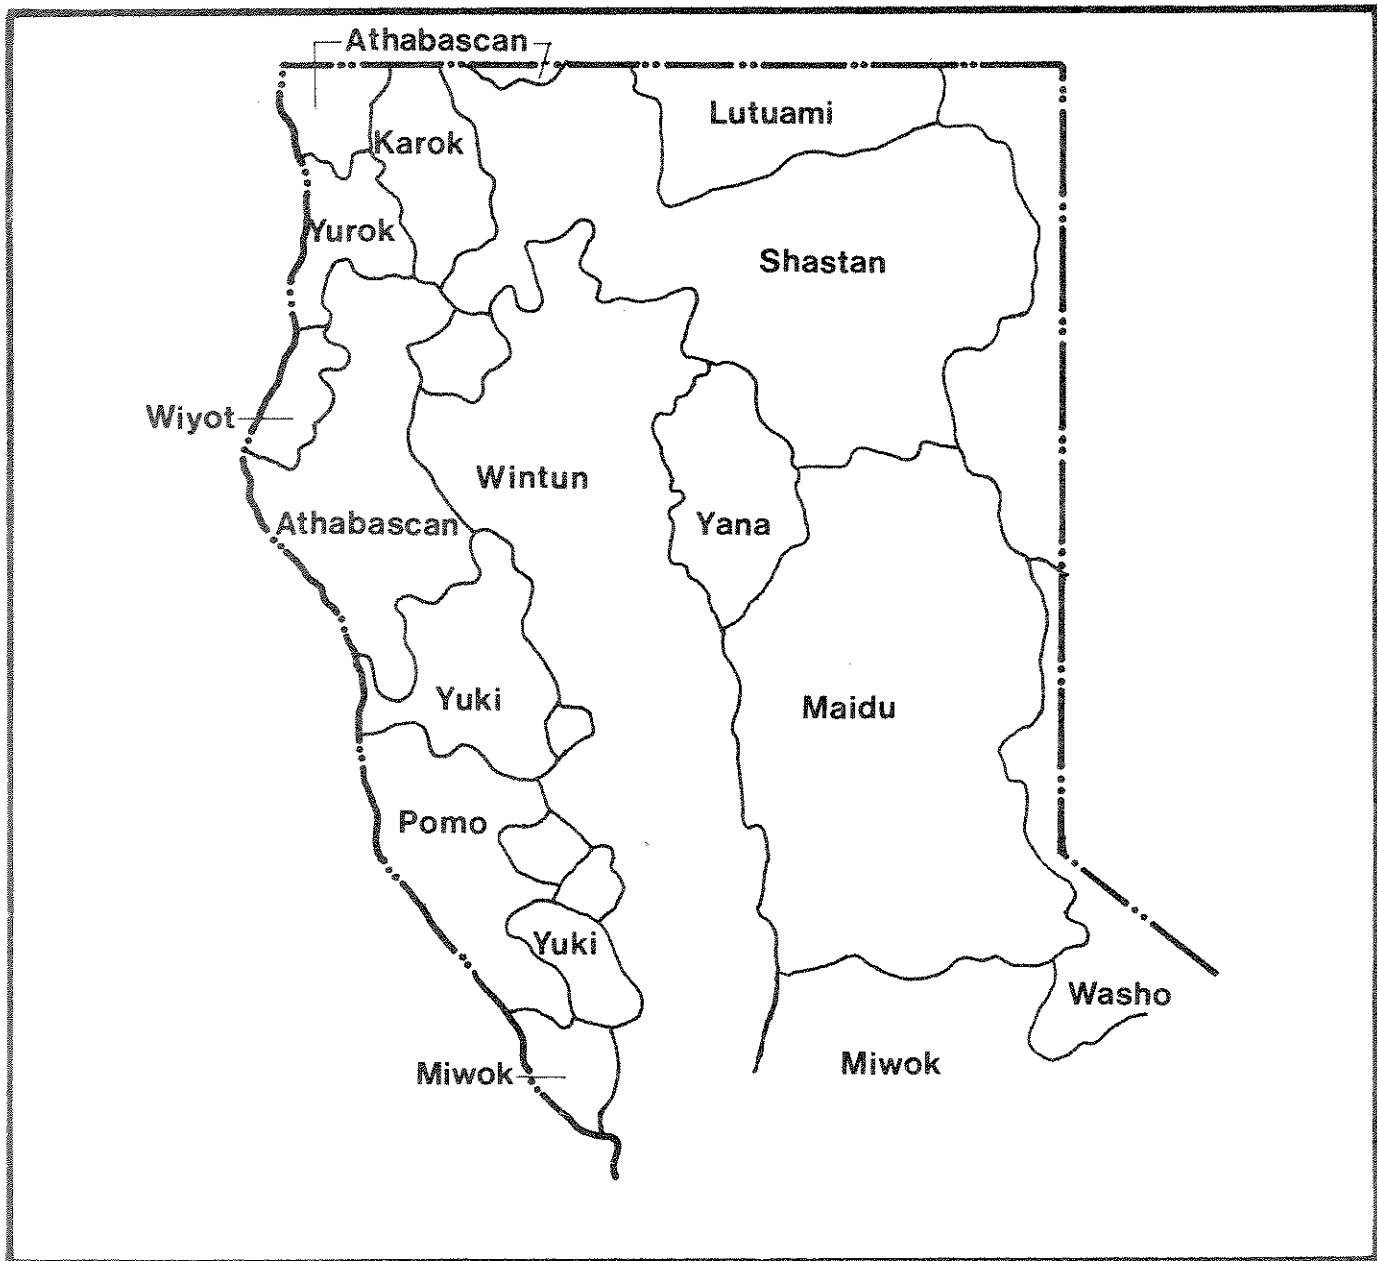 Athabascan
Lutuami
Karok
Yurok
Shastan
Wiyot
Wintun
Athabascan
Yana
Yuki
Maidu
Pomo
Yuki
Washo
Miwok
Miwok